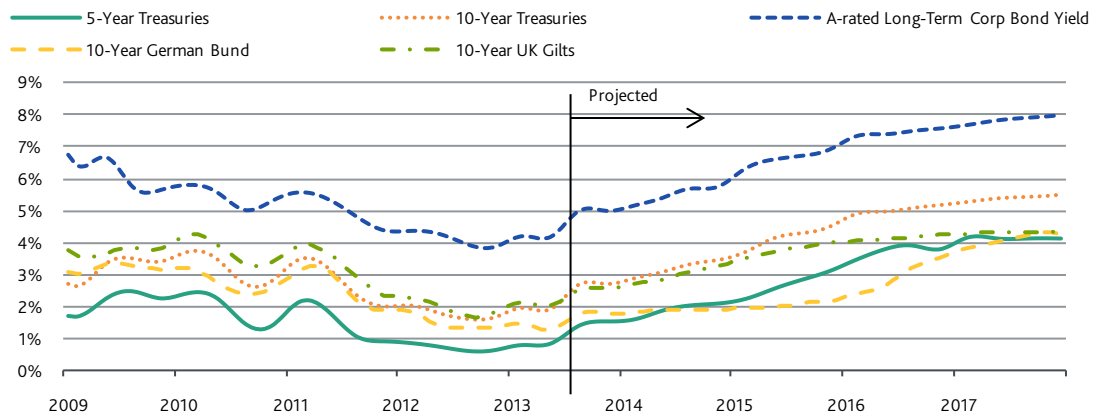 5-Year Treasuries
10-Year Treasuries
A-rated Long-Term Corp Bond Yield
10-Year German Bund
10-Year UK Gilts
9%
Projected
8%
7%
6%
5%
4%
3%
2%
1%
0%
2009 2010 2011 2012 2013 2014 2015 2016 2017